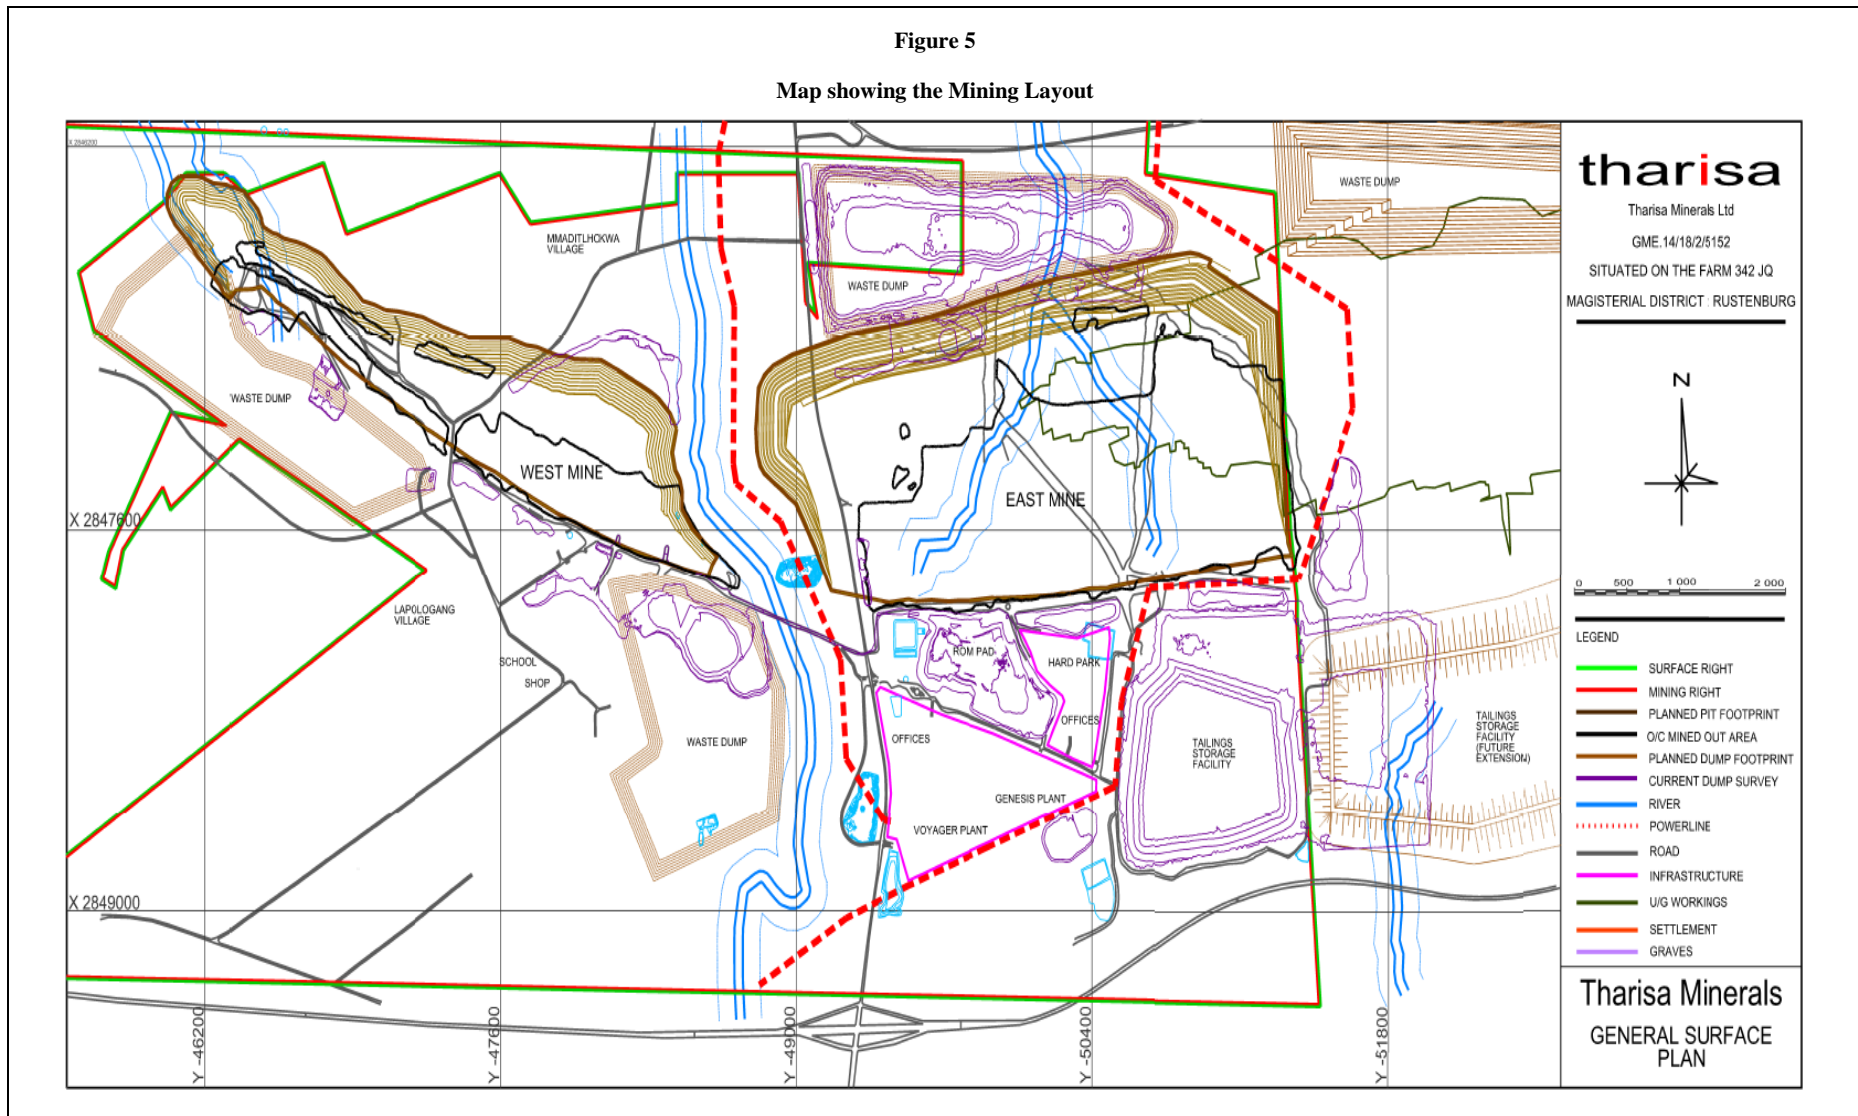 Figure 5
Map showing the Mining Layout
X 2846200
WASTE DUMP
MMADITLHOKWA
VILLAGE
WASTE DUMP
WASTE DUMP
WEST MINE
EAST MINE
X 2847600
LAPOLOGANG
VILLAGE
SCHOOL
SHOP
ROM PAD
HARD PARK
OFFICES
OFFICES
WASTE DUMP
TAILINGS
STORAGE
FACILITY
TAILINGS
STORAGE
FACILITY
(FUTURE
EXTENSION)
GENESIS PLANT
VOYAGER PLANT
X 2849000
Y -46200
Y -47600
Y -49000
Y -50400
Y -51800
tharisa
Tharisa Minerals Ltd
GME.14/18/2/5152
SITUATED ON THE FARM 342 JQ
MAGISTERIAL DISTRICT : RUSTENBURG
N
0 500 1 000 2 000
LEGEND
SURFACE RIGHT
MINING RIGHT
PLANNED PIT FOOTPRINT
O/C MINED OUT AREA
PLANNED DUMP FOOTPRINT
CURRENT DUMP SURVEY
RIVER
POWERLINE
ROAD
INFRASTRUCTURE
U/G WORKINGS
SETTLEMENT
GRAVES
Tharisa Minerals
GENERAL SURFACE
PLAN